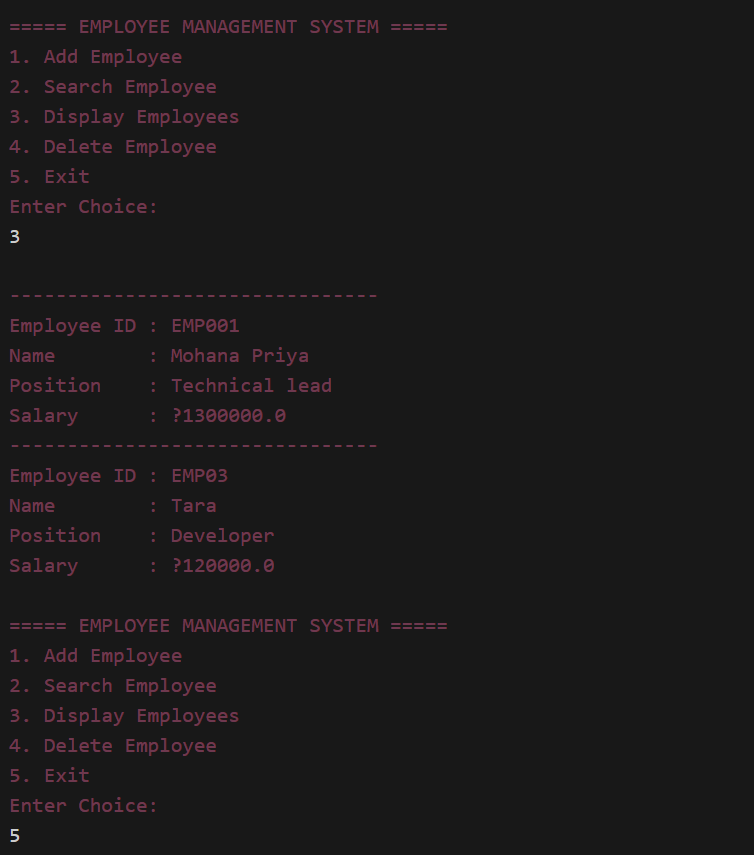 ===== EMPLOYEE MANAGEMENT SYSTEM =====
1. Add Employee
2. Search Employee
3. Display Employees
4. Delete Employee
5. Exit
Enter Choice:
3
--------------------------------
Employee ID : EMP001
Name        : Mohana Priya
Position    : Technical lead
Salary      : ?1300000.0
--------------------------------
Employee ID : EMP03
Name        : Tara
Position    : Developer
Salary      : ?120000.0
===== EMPLOYEE MANAGEMENT SYSTEM =====
1. Add Employee
2. Search Employee
3. Display Employees
4. Delete Employee
5. Exit
Enter Choice:
5